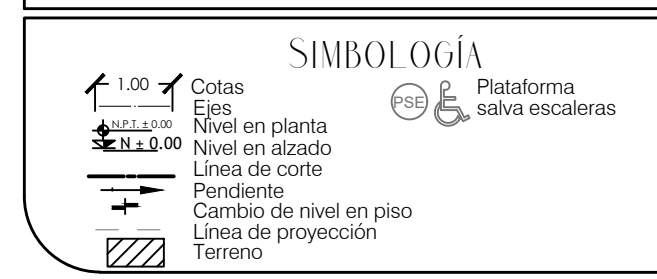 SIMBOLOGÍA
1.00 Cotas
Ejes
N.P.T. ± 0.00 Nivel en planta
N ± 0.00 Nivel en alzado
Línea de corte
Pendiente
Cambio de nivel en piso
Línea de proyección
Terreno
PSE Plataforma
salva escaleras